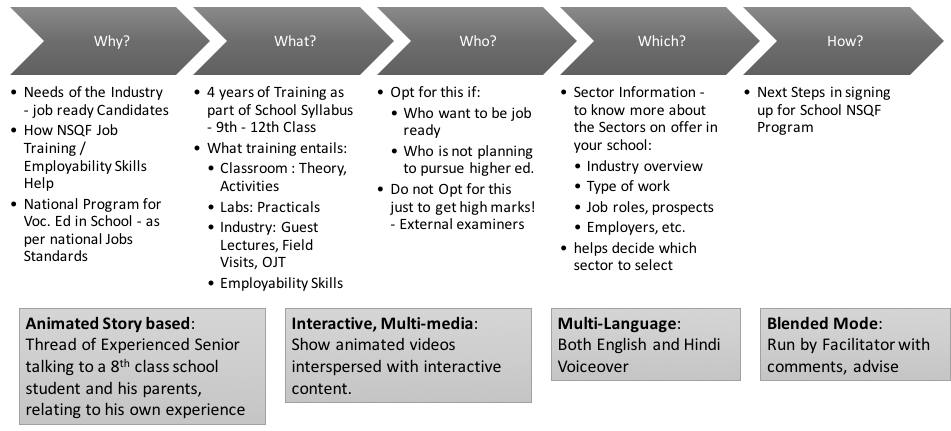 Why?
What?
Who?
Which?
How?
• Needs of the Industry
- job ready Candidates
• How NSQF Job
Training /
Employability Skills
Help
• National Program for
Voc. Ed in School - as
per national Jobs
Standards
• 4 years of Training as
part of School Syllabus
- 9th - 12th Class
• What training entails:
• Classroom : Theory,
Activities
• Labs: Practicals
• Industry: Guest
Lectures, Field
Visits, OJT
• Employability Skills
• Opt for this if:
• Who want to be job
ready
• Who is not planning
to pursue higher ed.
• Do not Opt for this
just to get high marks!
- External examiners
• Sector Information -
to know more about
the Sectors on offer in
your school:
• Industry overview
• Type of work
• Job roles, prospects
• Employers, etc.
• helps decide which
sector to select
• Next Steps in signing
up for School NSQF
Program
Animated Story based:
Thread of Experienced Senior
talking to a 8th class school
student and his parents,
relating to his own experience
Interactive, Multi-media:
Show animated videos
interspersed with interactive
content.
Multi-Language:
Both English and Hindi
Voiceover
Blended Mode:
Run by Facilitator with
comments, advise